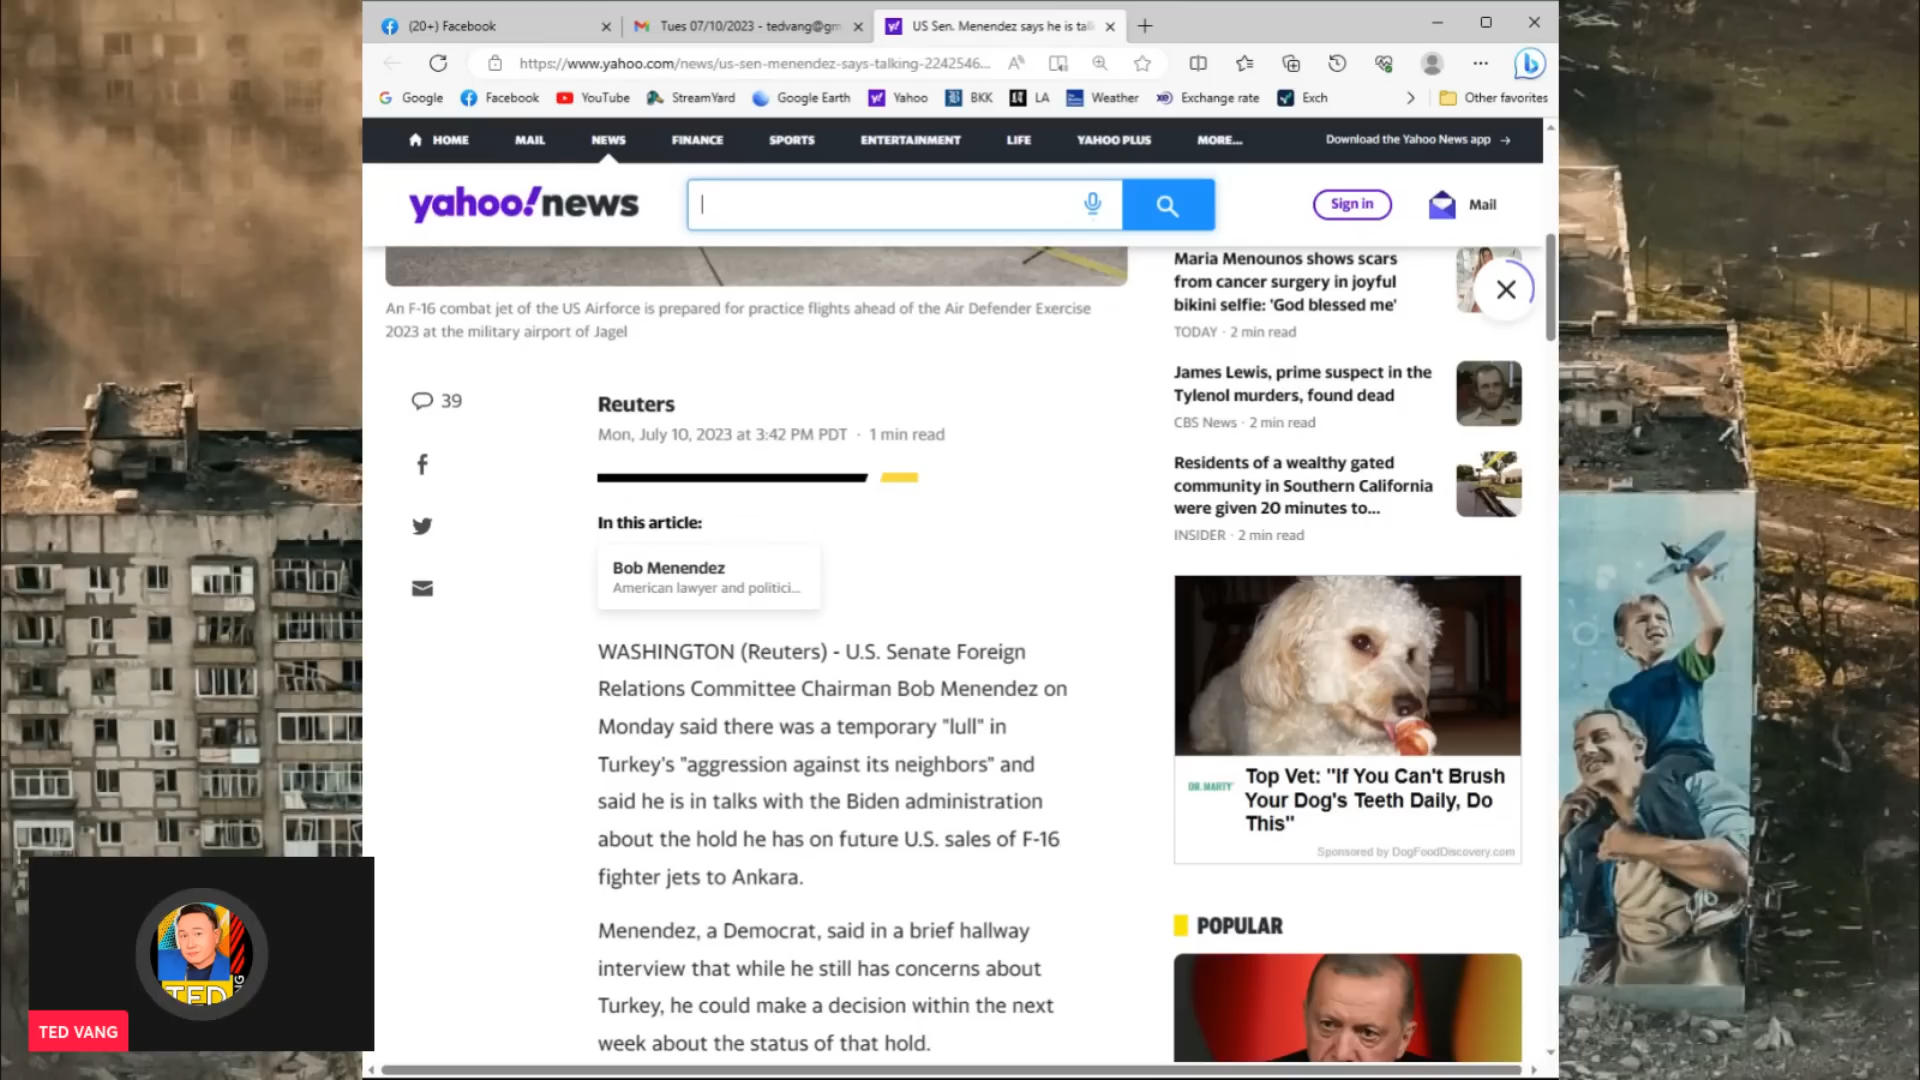 (20+) Facebook
Tues 07/10/2023 - tedvang@gm
US Sen. Menendez says he is tal
https://www.yahoo.com/news/us-sen-menendez-says-talking-2242546...
Google
Facebook
YouTube
StreamYard
Google Earth
Yahoo
BKK
LA
Weather
Exchange rate
Exch
Other favorites
HOME
MAIL
NEWS
FINANCE
SPORTS
ENTERTAINMENT
LIFE
YAHOO PLUS
MORE...
Download the Yahoo News app →
yahoo!news
Sign in
Mail
An F-16 combat jet of the US Airforce is prepared for practice flights ahead of the Air Defender Exercise
2023 at the military airport of Jagel
39
Reuters
Mon, July 10, 2023 at 3:42 PM PDT · 1 min read
In this article:
Bob Menendez
American lawyer and politici...
WASHINGTON (Reuters) - U.S. Senate Foreign
Relations Committee Chairman Bob Menendez on
Monday said there was a temporary "lull" in
Turkey's "aggression against its neighbors" and
said he is in talks with the Biden administration
about the hold he has on future U.S. sales of F-16
fighter jets to Ankara.
Menendez, a Democrat, said in a brief hallway
interview that while he still has concerns about
Turkey, he could make a decision within the next
week about the status of that hold.
Maria Menounos shows scars
from cancer surgery in joyful
bikini selfie: 'God blessed me'
TODAY · 2 min read
James Lewis, prime suspect in the
Tylenol murders, found dead
CBS News · 2 min read
Residents of a wealthy gated
community in Southern California
were given 20 minutes to...
INSIDER · 2 min read
DR. MARTY
Top Vet: "If You Can't Brush
Your Dog's Teeth Daily, Do
This"
Sponsored by DogFoodDiscovery.com
POPULAR
TED
TED VANG